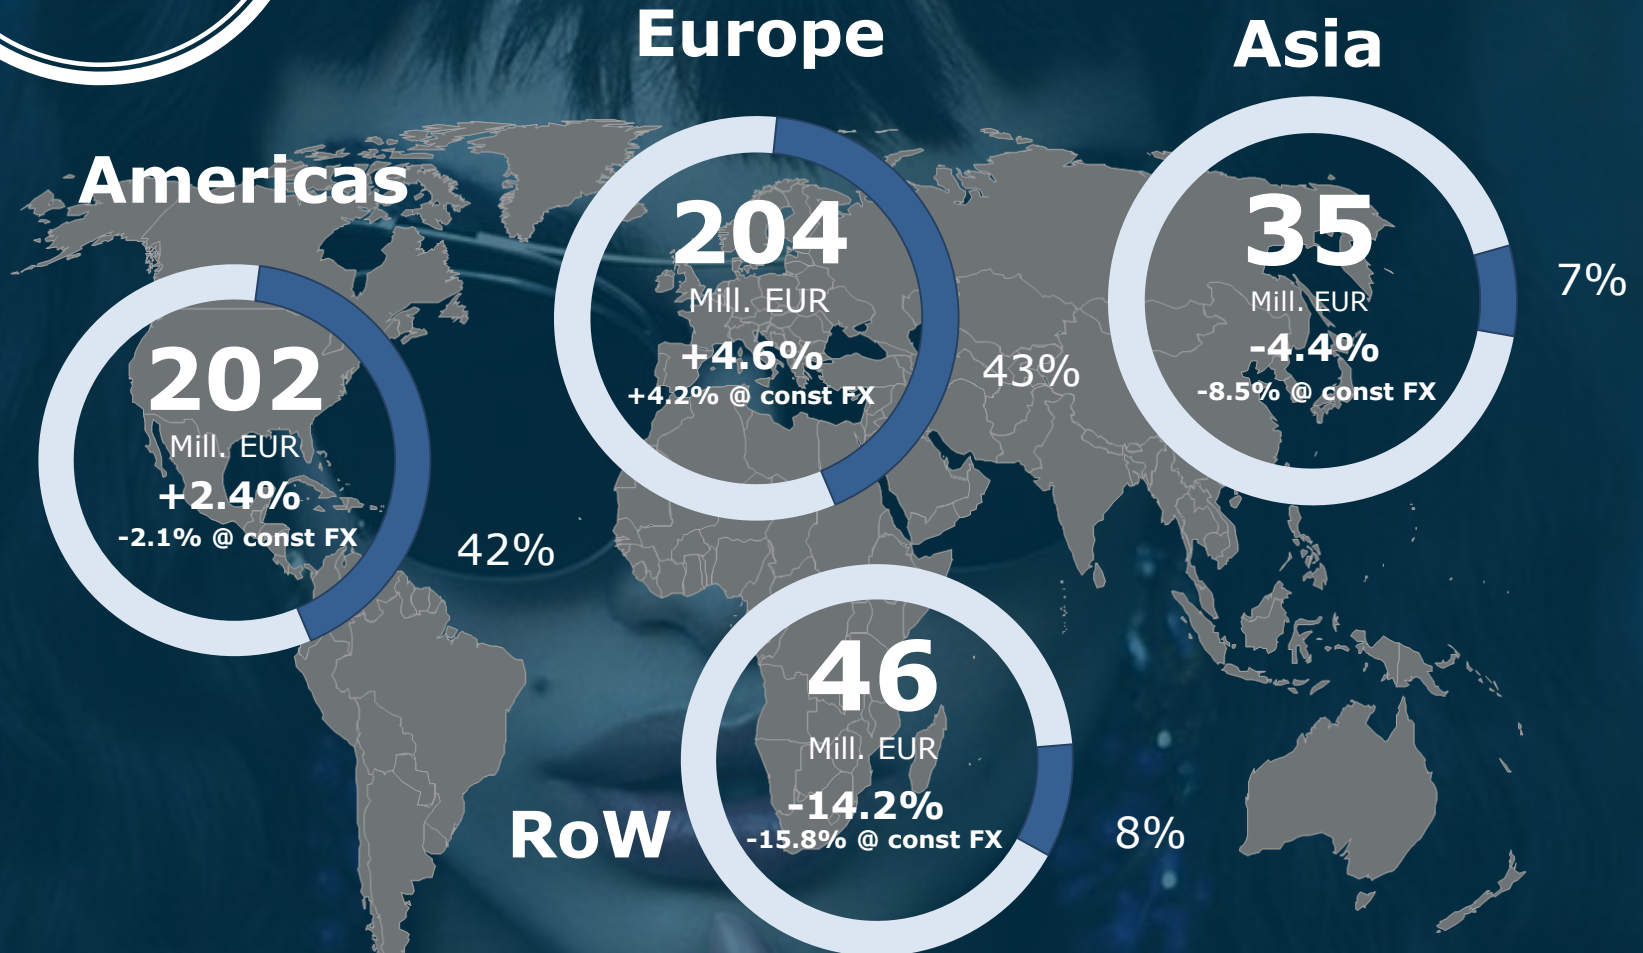 Americas
202
Mill. EUR
+2.4%
-2.1% @ const FX
42%
Europe
204
Mill. EUR
+4.6%
+4.2% @ const FX
43%
Asia
35
Mill. EUR
-4.4%
-8.5% @ const FX
7%
RoW
46
Mill. EUR
-14.2%
-15.8% @ const FX
8%